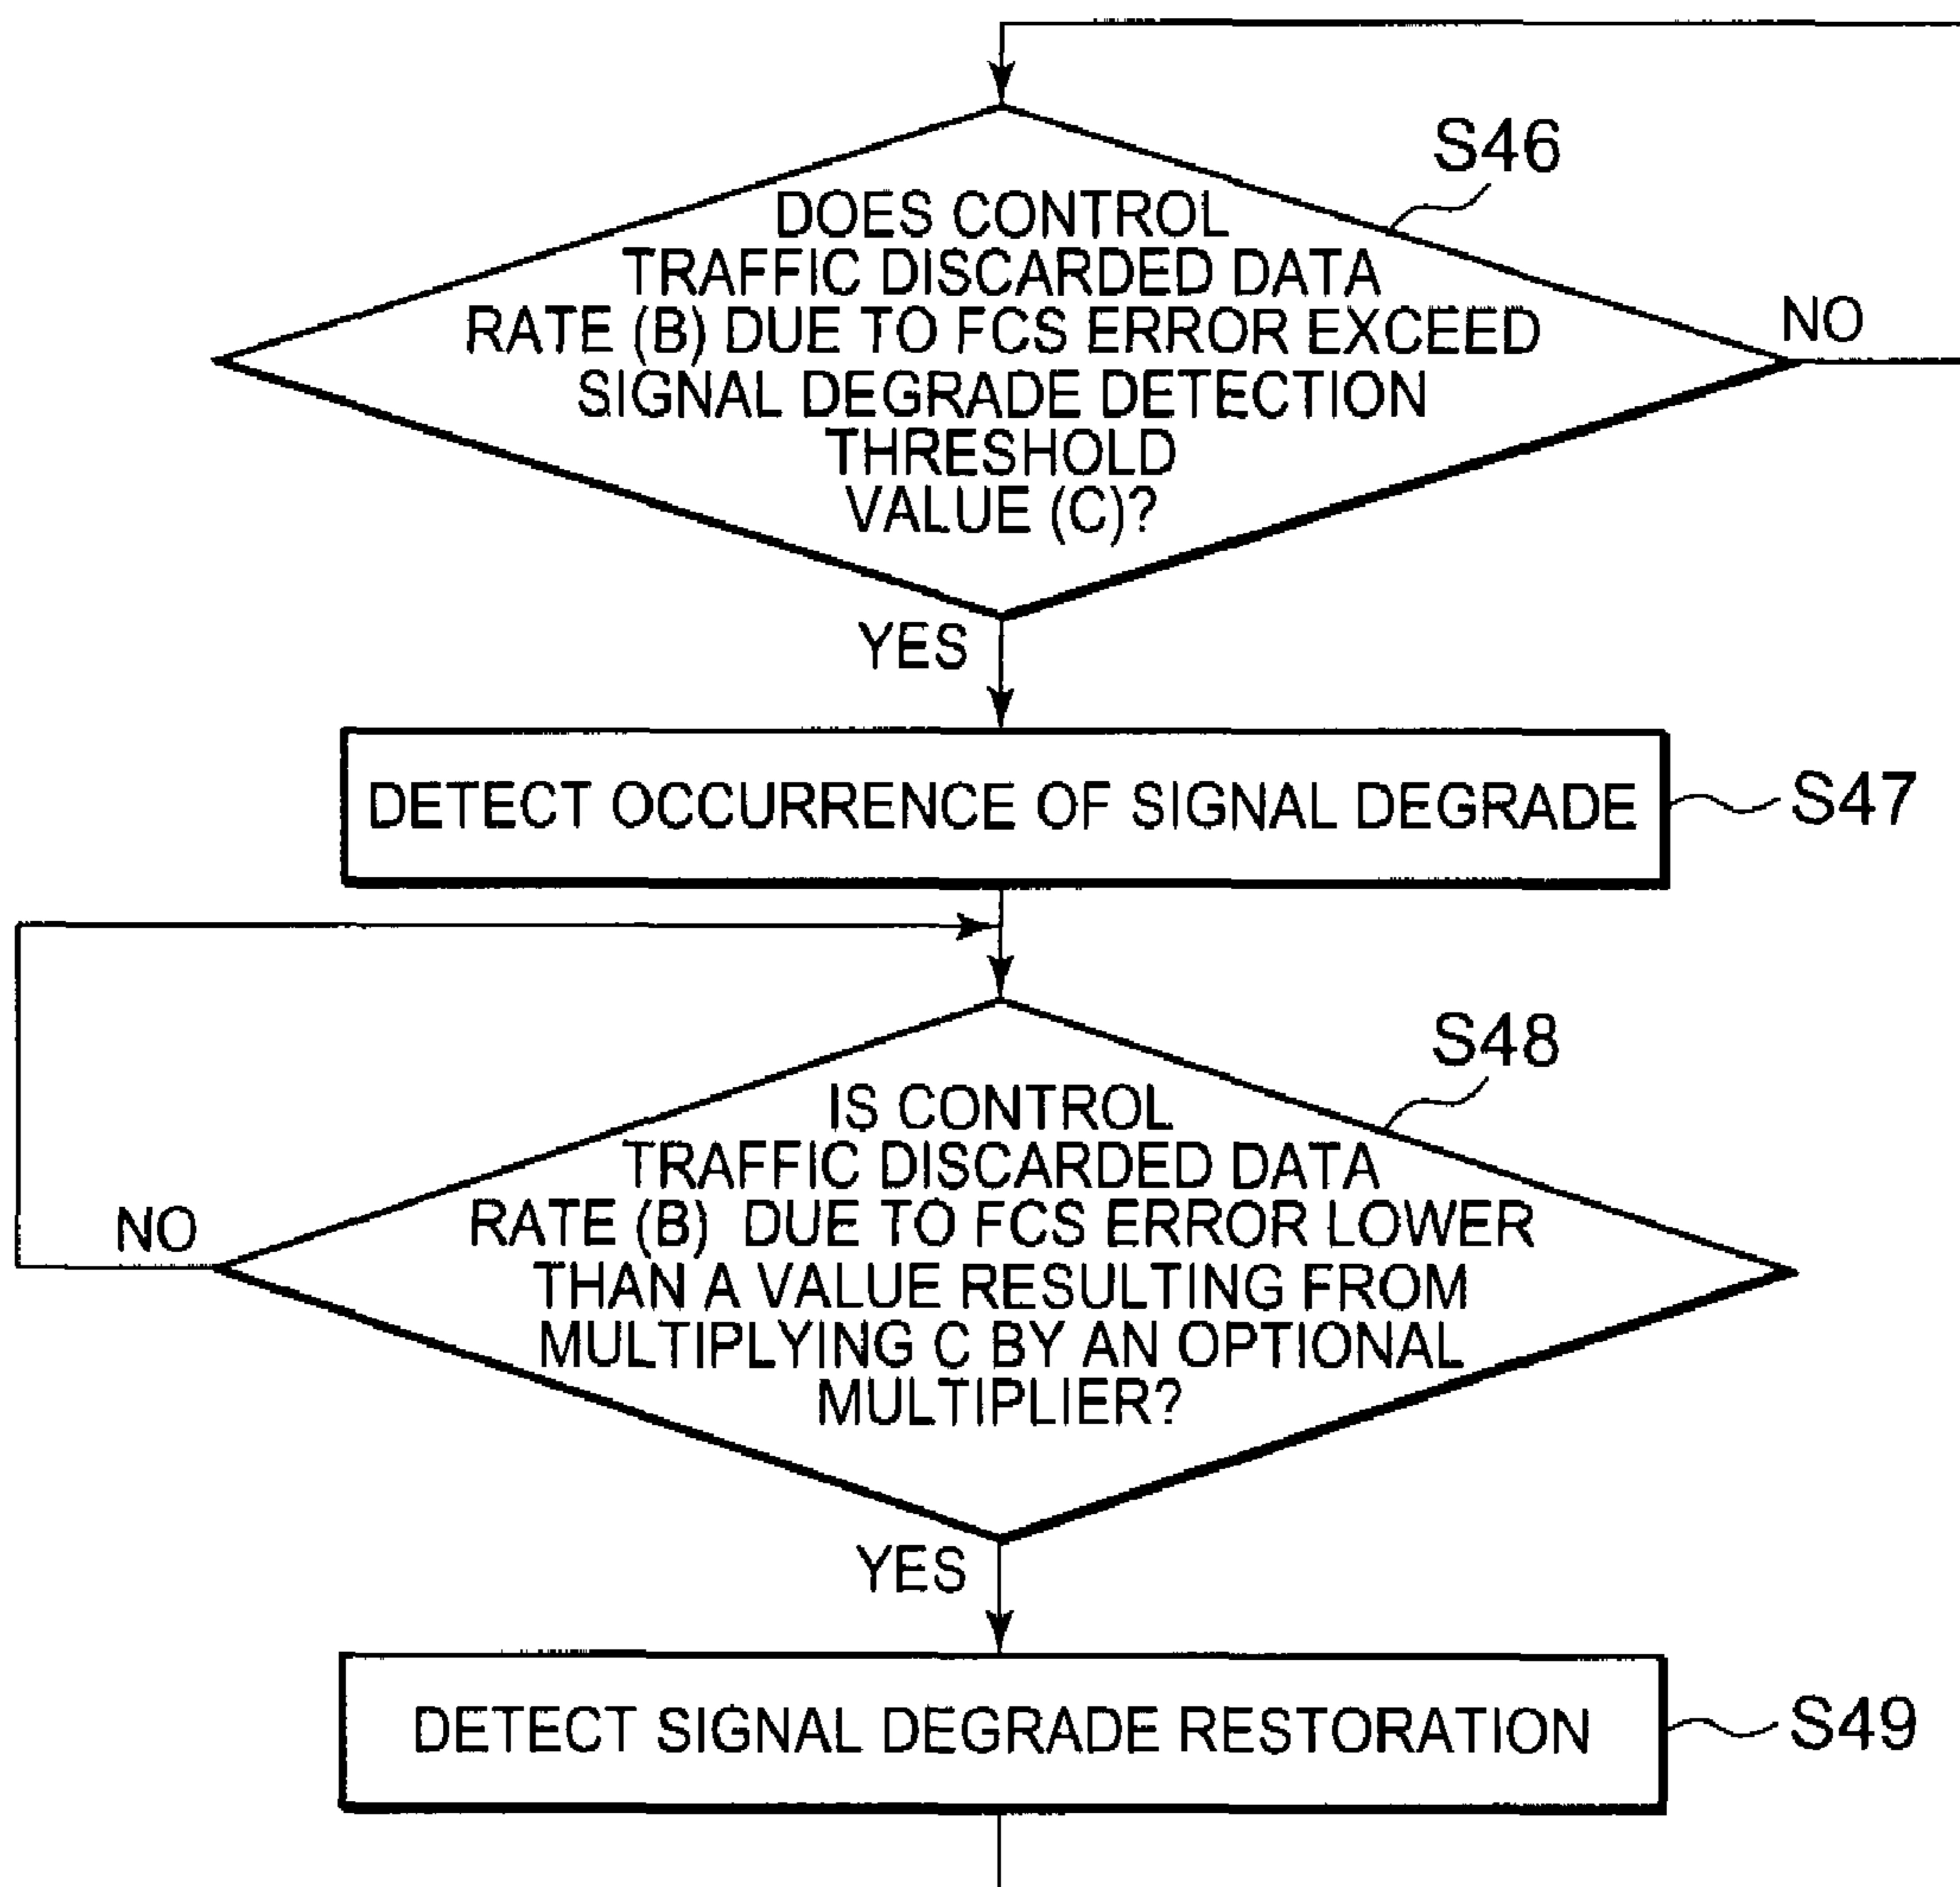 S46
DOES CONTROL
TRAFFIC DISCARDED DATA
RATE (B) DUE TO FCS ERROR EXCEED
SIGNAL DEGRADE DETECTION
THRESHOLD
VALUE (C)?
NO
YES
DETECT OCCURRENCE OF SIGNAL DEGRADE
S47
S48
IS CONTROL
TRAFFIC DISCARDED DATA
RATE (B) DUE TO FCS ERROR LOWER
THAN A VALUE RESULTING FROM
MULTIPLYING C BY AN OPTIONAL
MULTIPLIER?
NO
YES
DETECT SIGNAL DEGRADE RESTORATION
S49